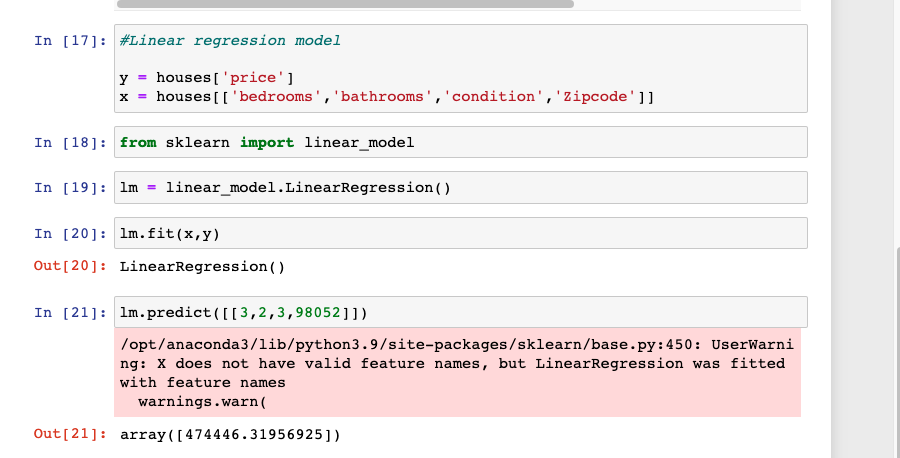 In [17]: #Linear regression model
y = houses['price']
x = houses[['bedrooms','bathrooms','condition','Zipcode']]
In [18]: from sklearn import linear_model
In [19]: lm = linear_model.LinearRegression()
In [20]: lm.fit(x,y)
Out[20]: LinearRegression()
In [21]: lm.predict([[3,2,3,98052]])
/opt/anaconda3/lib/python3.9/site-packages/sklearn/base.py:450: UserWarni
ng: X does not have valid feature names, but LinearRegression was fitted
with feature names
  warnings.warn(
Out[21]: array([474446.31956925])